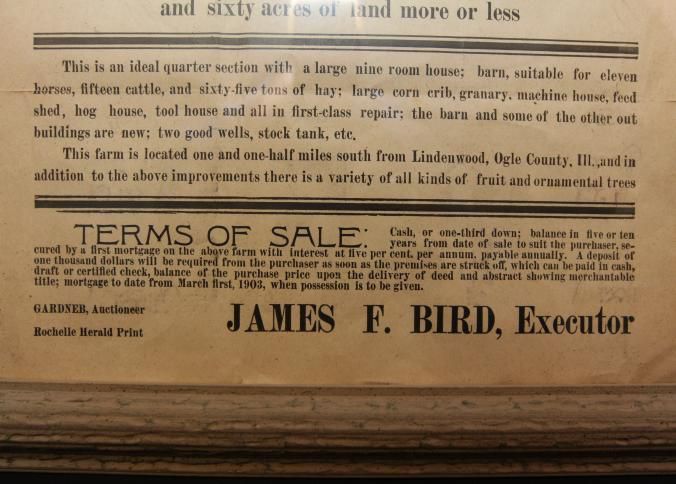 and sixty acres of land more or less
This is an ideal quarter section with a large nine room house; barn, suitable for eleven
horses, fifteen cattle, and sixty-five tons of hay; large corn crib, granary, machine house, feed
shed, hog house, tool house and all in first-class repair; the barn and some of the other out
buildings are new; two good wells, stock tank, etc.
This farm is located one and one-half miles south from Lindenwood, Ogle County, Ill.,and in
addition to the above improvements there is a variety of all kinds of fruit and ornamental trees
TERMS OF SALE: Cash, or one-third down; balance in five or ten
years from date of sale to suit the purchaser, se-
cured by a first mortgage on the above farm with interest at five per cent. per annum, payable annually. A deposit of
one thousand dollars will be required from the purchaser as soon as the premises are struck off, which can be paid in cash,
draft or certified check, balance of the purchase price upon the delivery of deed and abstract showing merchantable
title; mortgage to date from March first, 1903, when possession is to be given.
GARDNER, Auctioneer
Rochelle Herald Print
JAMES F. BIRD, Executor